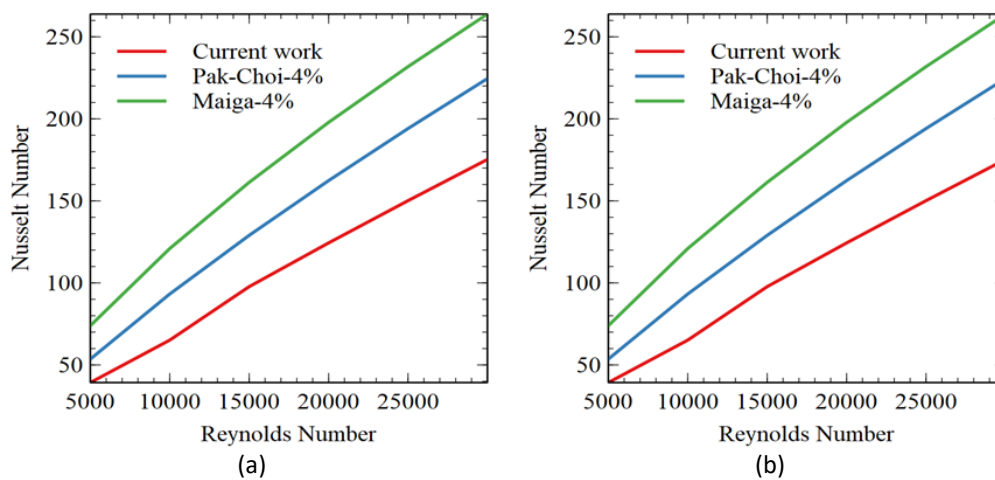 250
200
150
100
50
Nusselt Number
Current work
Pak-Choi-4%
Maiga-4%
5000 10000 15000 20000 25000
Reynolds Number
(a)
250
200
150
100
50
Nusselt Number
Current work
Pak-Choi-4%
Maiga-4%
5000 10000 15000 20000 25000
Reynolds Number
(b)